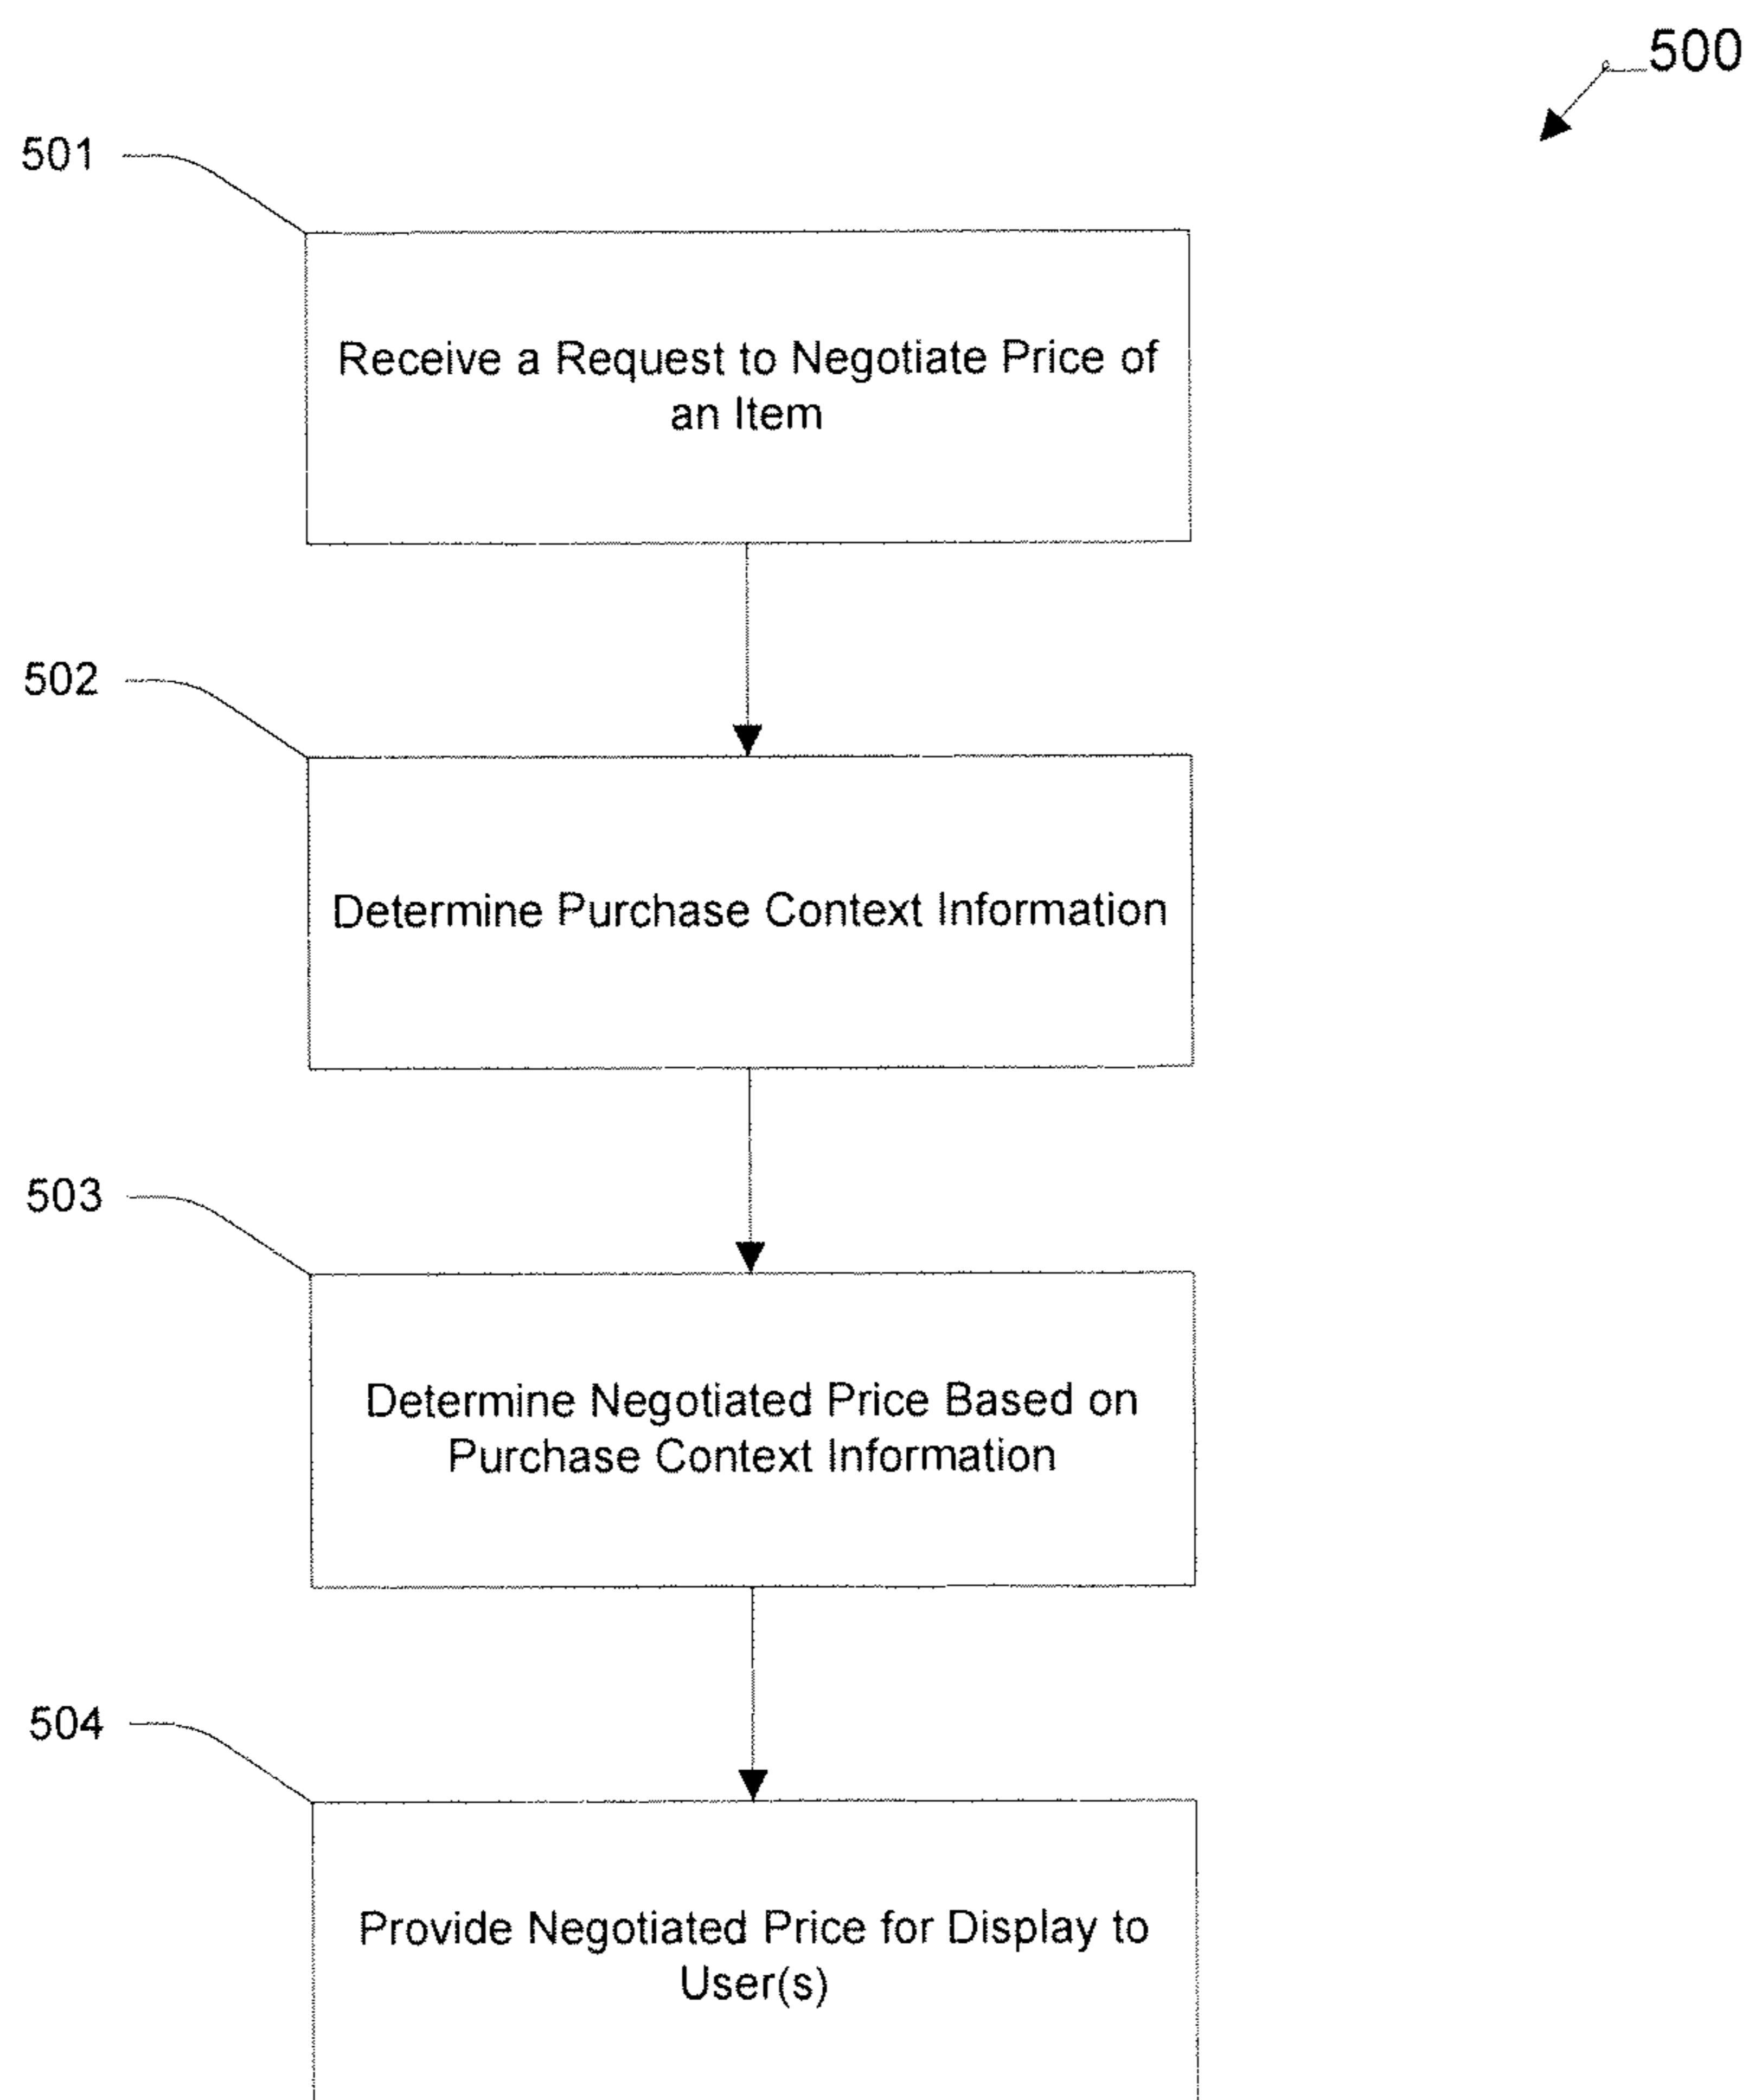 500
501
Receive a Request to Negotiate Price of
an Item
502
Determine Purchase Context Information
503
Determine Negotiated Price Based on
Purchase Context Information
504
Provide Negotiated Price for Display to
User(s)